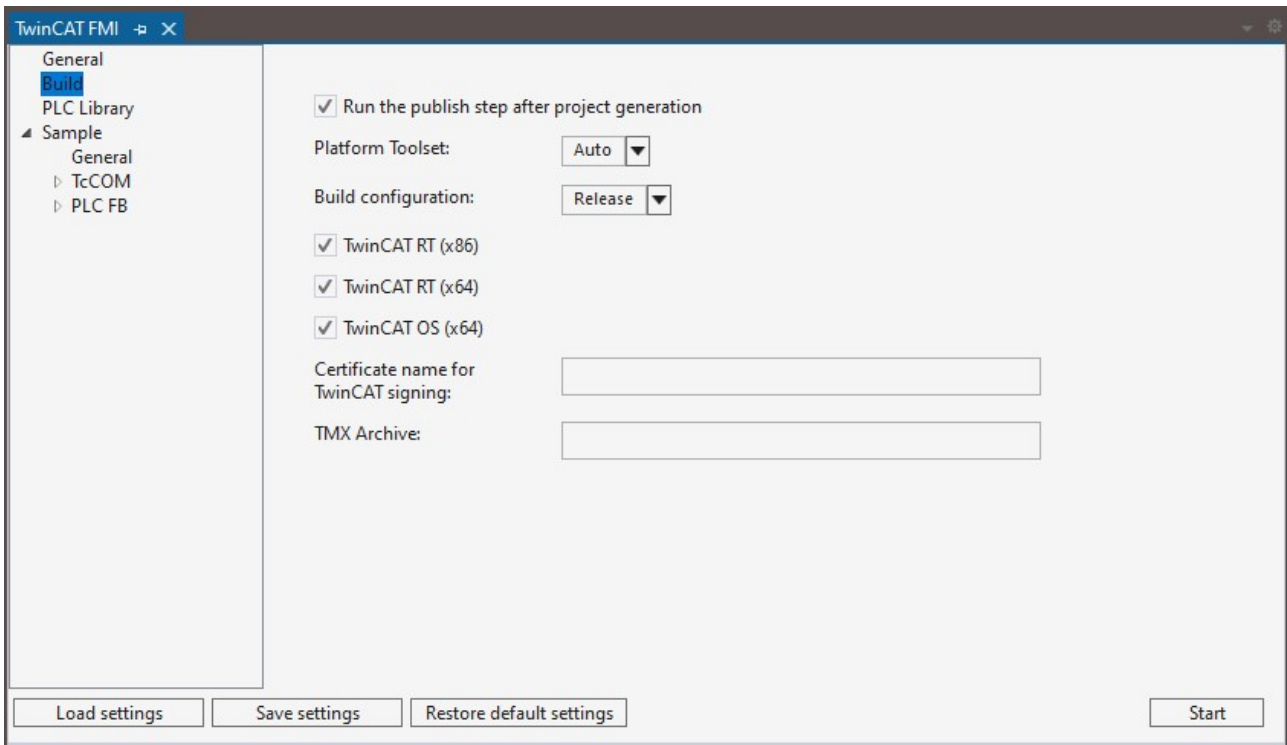 TwinCAT FMI
General
Build
PLC Library
Sample
General
TcCOM
PLC FB
Run the publish step after project generation
Platform Toolset: Auto
Build configuration: Release
TwinCAT RT (x86)
TwinCAT RT (x64)
TwinCAT OS (x64)
Certificate name for
TwinCAT signing:
TMX Archive:
Load settings Save settings Restore default settings Start